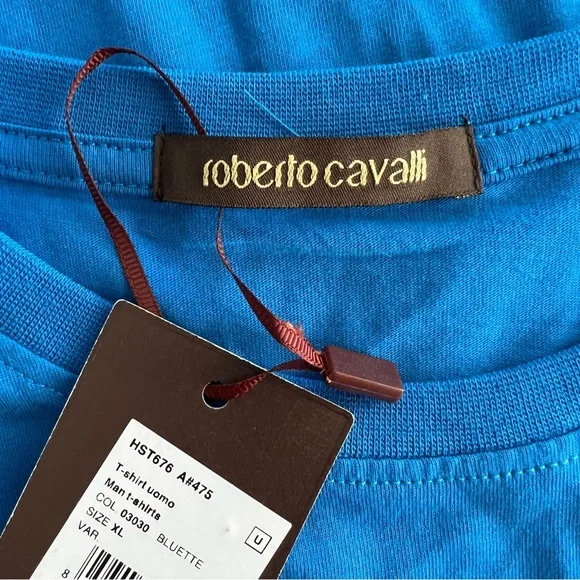 roberto cavalli
HST676 A#475
T-shirt uomo
Man t-shirts
COL 03030 BLUETTE
SIZE XL
VAR
U
8